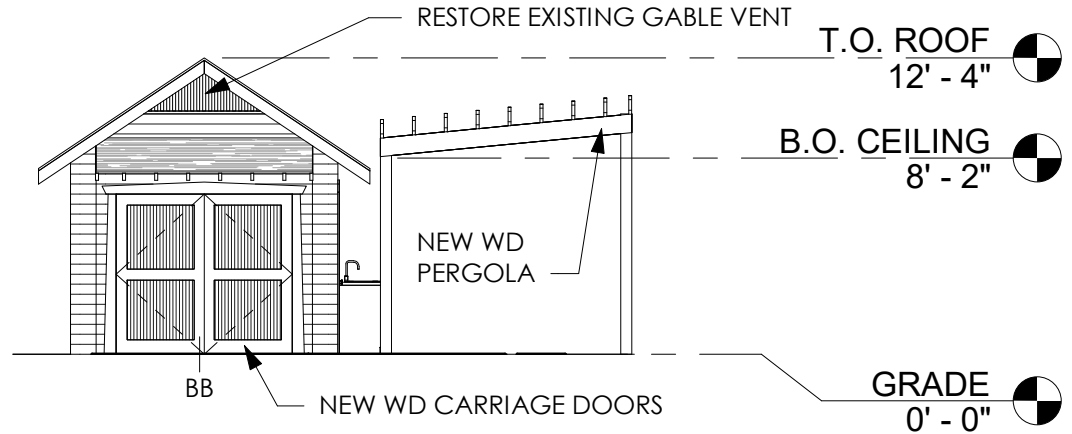 RESTORE EXISTING GABLE VENT
T.O. ROOF
12' - 4"
B.O. CEILING
8' - 2"
NEW WD
PERGOLA
GRADE
0' - 0"
BB
NEW WD CARRIAGE DOORS